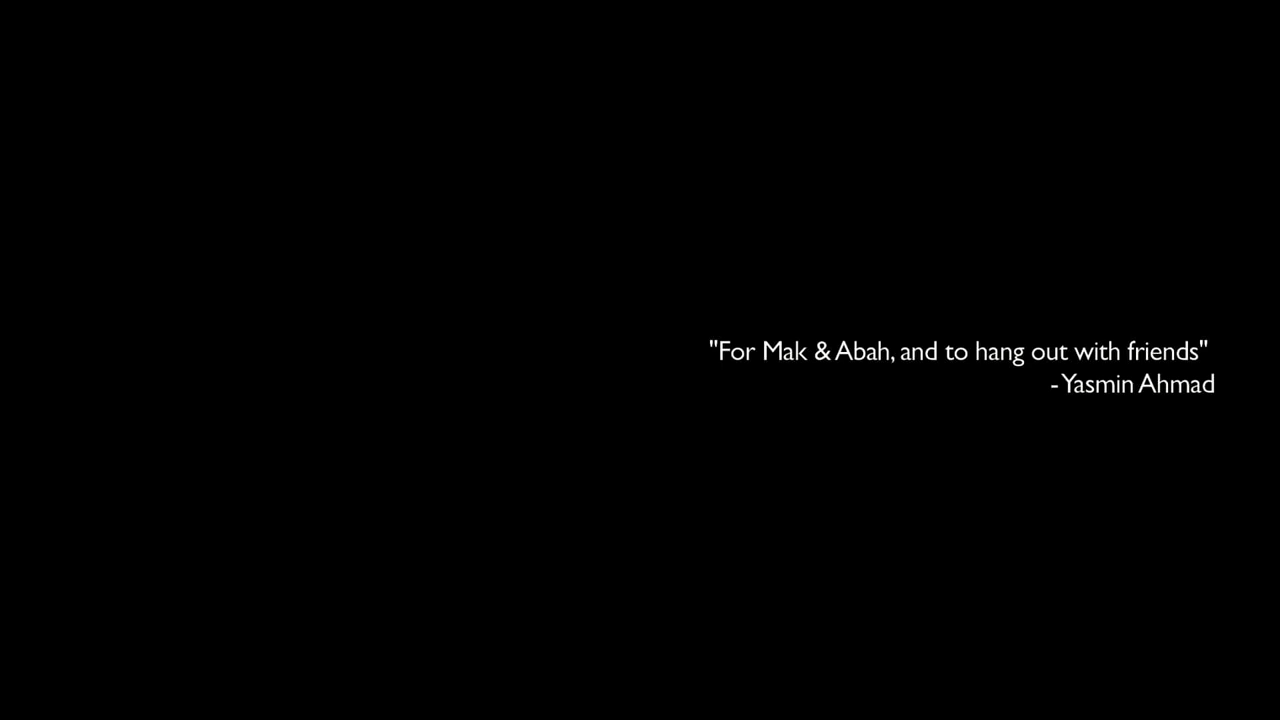 "For Mak & Abah, and to hang out with friends"
- Yasmin Ahmad